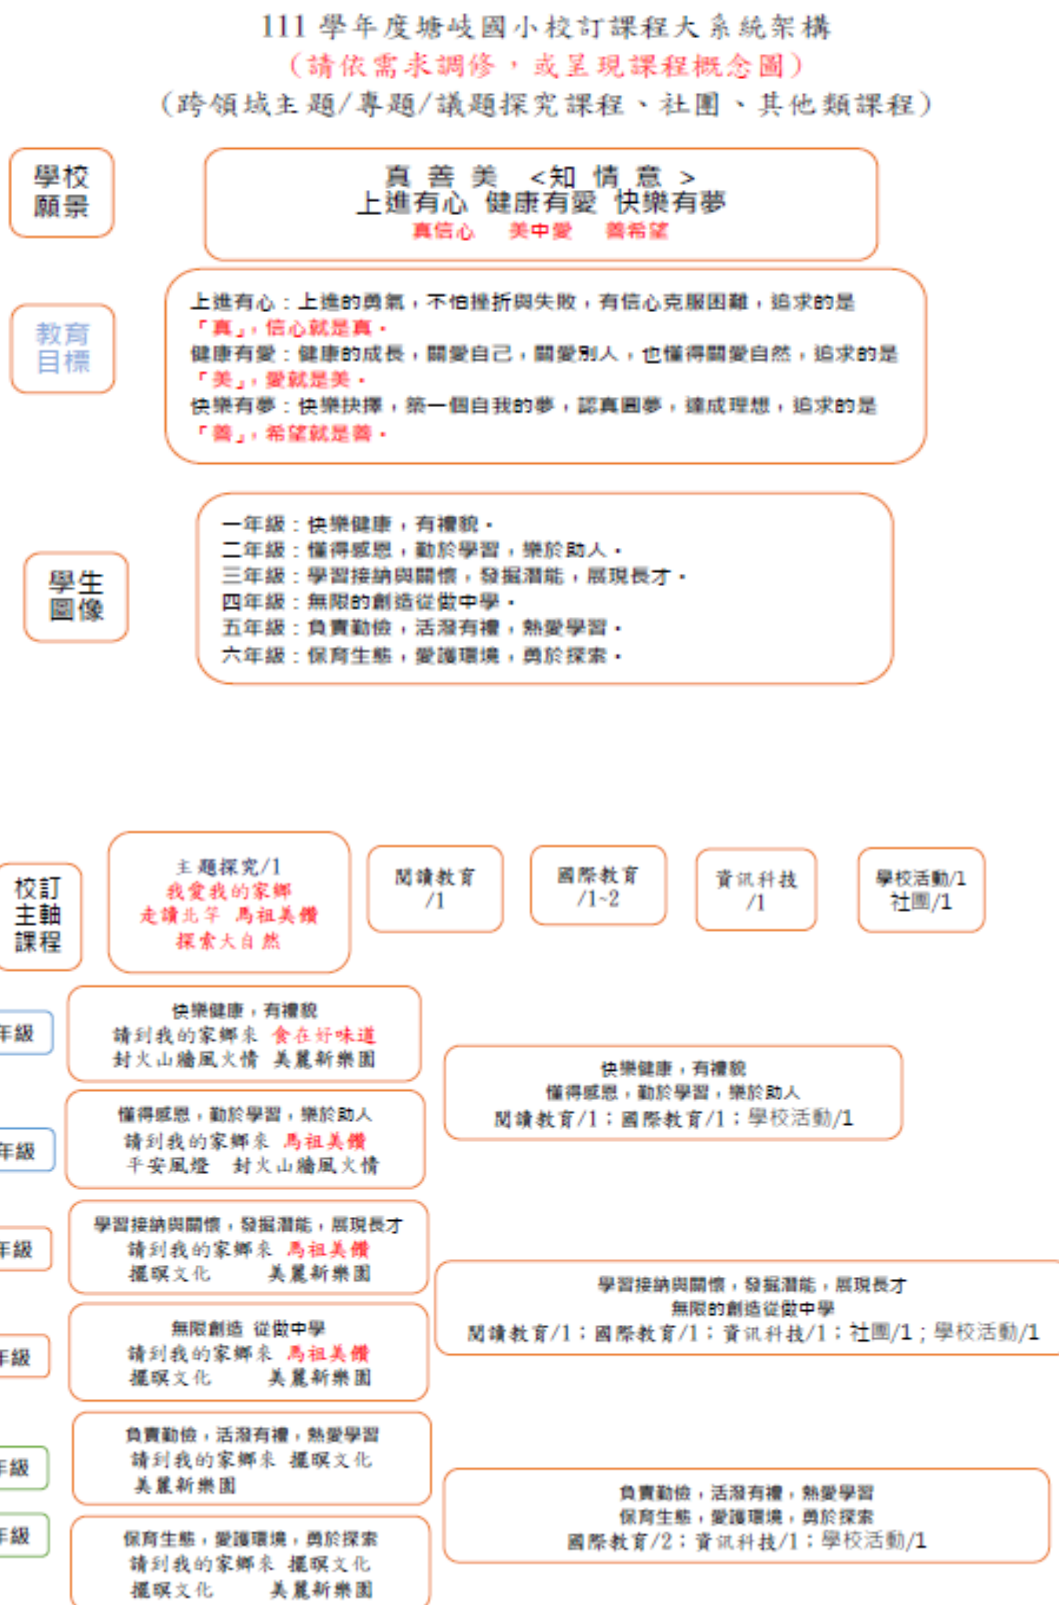 111 學年度塘岐國小校訂課程大系統架構
（請依需求調修，或呈現課程概念圖）
（跨領域主題/專題/議題探究課程、社團、其他類課程）
學校
願景
真 善 美 <知 情 意 >
上進有心 健康有愛 快樂有夢
真信心 美中愛 善希望
教育
目標
上進有心：上進的勇氣，不怕挫折與失敗，有信心克服困難，追求的是
「真」，信心就是真。
健康有愛：健康的成長，關愛自己，關愛別人，也懂得關愛自然，追求的是
「美」，愛就是美。
快樂有夢：快樂抉擇，築一個自我的夢，認真圓夢，達成理想，追求的是
「善」，希望就是善。
學生
圖像
一年級：快樂健康，有禮貌。
二年級：懂得感恩，勤於學習，樂於助人。
三年級：學習接納與關懷，發掘潛能，展現長才。
四年級：無限的創造從做中學。
五年級：負責勤儉，活潑有禮，熱愛學習。
六年級：保育生態，愛護環境，勇於探索。
校訂
主軸
課程
主題探究/1
我愛我的家鄉
走讀北竿 馬祖美饌
探索大自然
閱讀教育
/1
國際教育
/1~2
資訊科技
/1
學校活動/1
社團/1
年級
快樂健康，有禮貌
請到我的家鄉來 食在好味道
封火山牆風火情 美麗新樂園
快樂健康，有禮貌
懂得感恩，勤於學習，樂於助人
閱讀教育/1；國際教育/1；學校活動/1
年級
懂得感恩，勤於學習，樂於助人
請到我的家鄉來 馬祖美饌
平安風燈 封火山牆風火情
年級
學習接納與關懷，發掘潛能，展現長才
請到我的家鄉來 馬祖美饌
擺暝文化 美麗新樂園
學習接納與關懷，發掘潛能，展現長才
無限的創造從做中學
閱讀教育/1；國際教育/1；資訊科技/1；社團/1；學校活動/1
年級
無限創造 從做中學
請到我的家鄉來 馬祖美饌
擺暝文化 美麗新樂園
年級
負責勤儉，活潑有禮，熱愛學習
請到我的家鄉來 擺暝文化
美麗新樂園
負責勤儉，活潑有禮，熱愛學習
保育生態，愛護環境，勇於探索
國際教育/2；資訊科技/1；學校活動/1
年級
保育生態，愛護環境，勇於探索
請到我的家鄉來 擺暝文化
擺暝文化 美麗新樂園